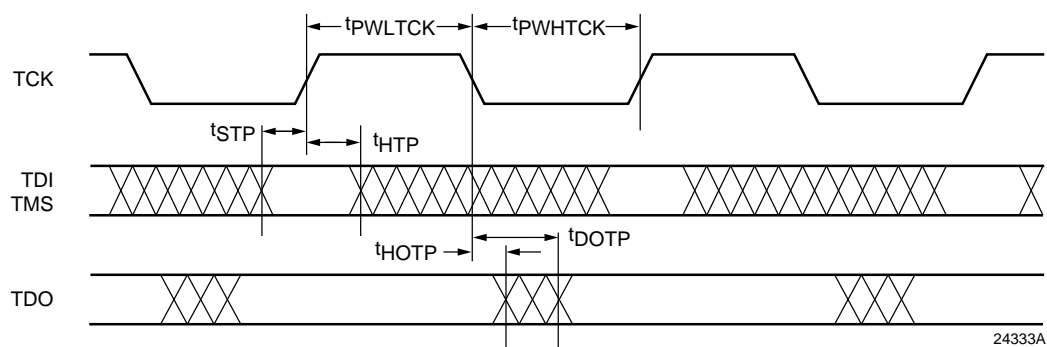 tPWLTCK tPWHTCK
TCK
tSTP
tHTP
TDI
TMS
tHOTP
tDOTP
TDO
24333A